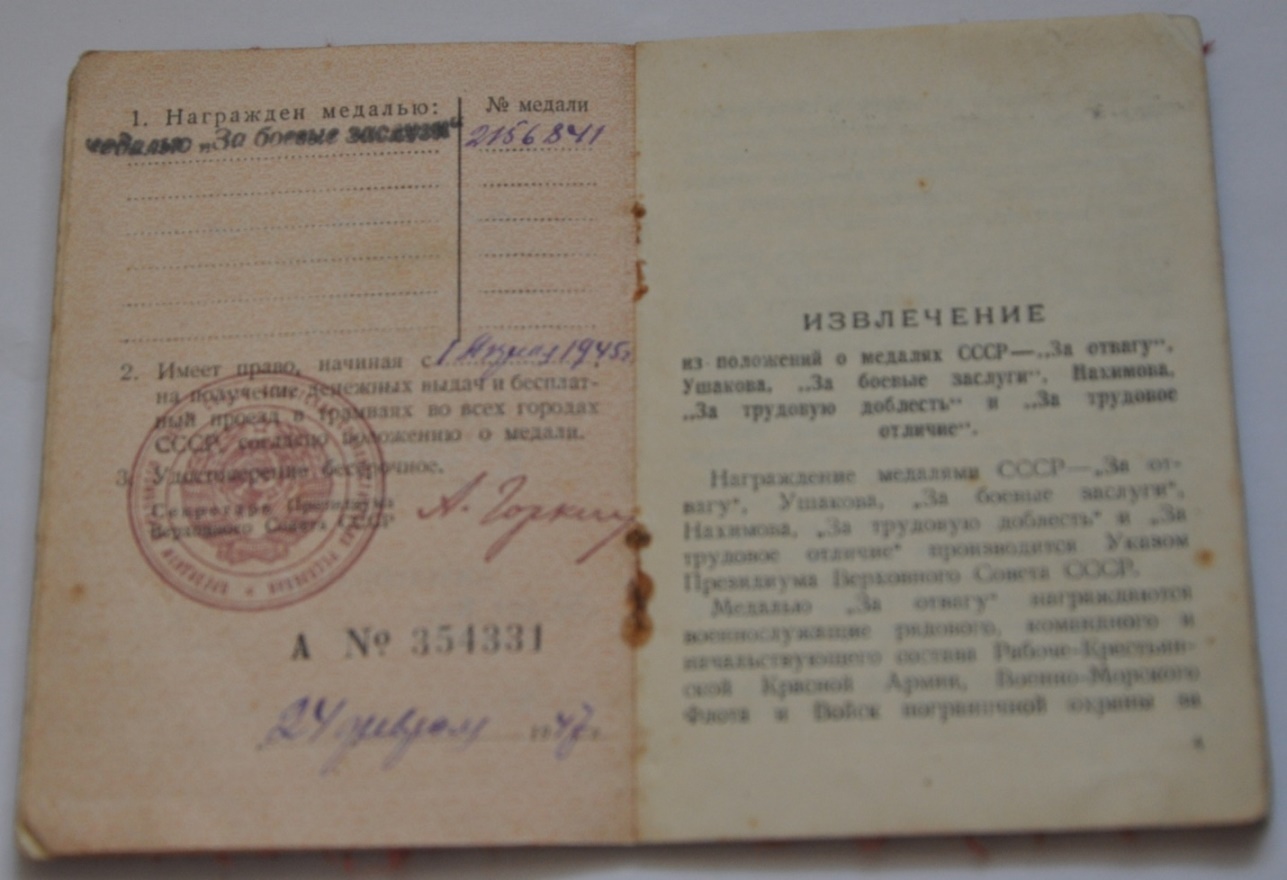 1. Награжден медалью:
№ медали
медалью „За боевые заслуги“
2156841
2. Имеет право, начиная с 1 Апреля 1945г.
на получение денежных выдач и бесплат-
ный проезд в трамваях во всех городах
СССР, согласно положению о медали.
3. Удостоверение бессрочное.
Секретарь Президиума
Верховного Совета СССР
А. Горкин
А № 354331
24 февраля 1947г.
ИЗВЛЕЧЕНИЕ
из положений о медалях СССР—„За отвагу“,
Ушакова, „За боевые заслуги“, Нахимова,
„За трудовую доблесть“ и „За трудовое
отличие“.
Награждение медалями СССР—„За от-
вагу“, Ушакова, „За боевые заслуги“,
Нахимова, „За трудовую доблесть“ и „За
трудовое отличие“ производится Указом
Президиума Верховного Совета СССР.
Медалью „За отвагу“ награждаются
военнослужащие рядового, командного и
начальствующего состава Рабоче-Крестьян-
ской Красной Армии, Военно-Морского
Флота и Войск пограничной охраны за